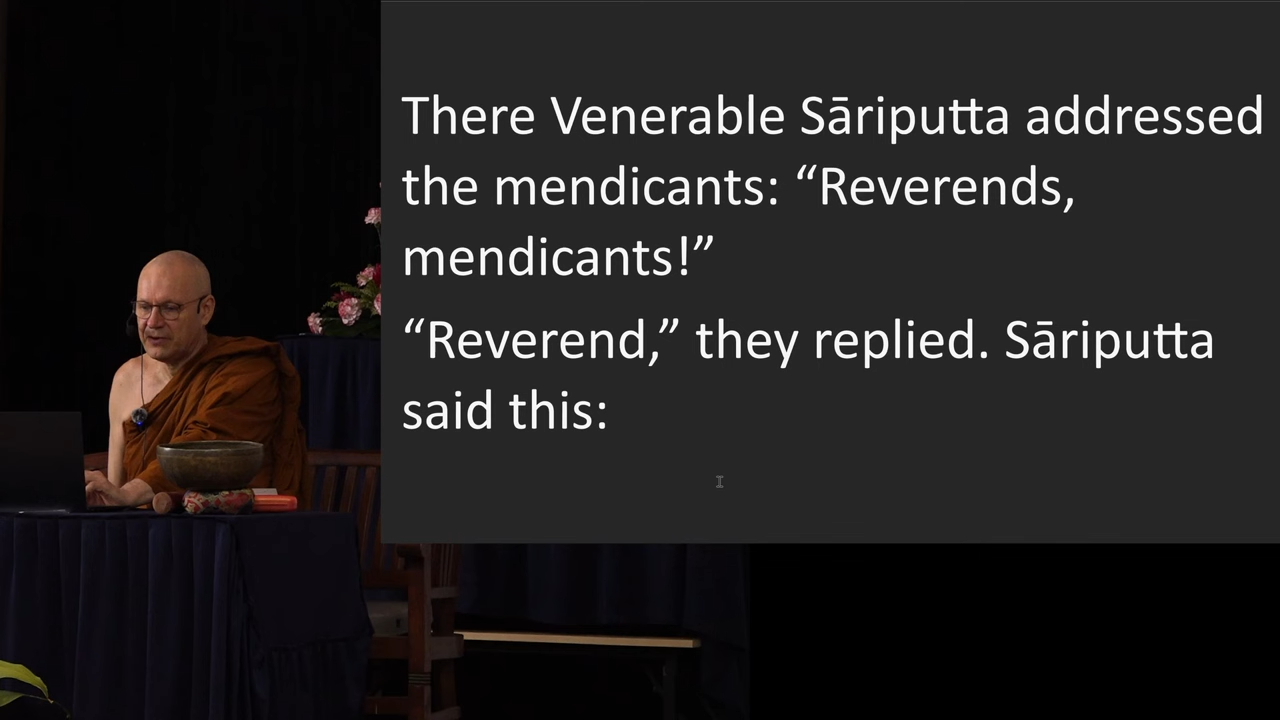 There Venerable Sāriputta addressed
the mendicants: “Reverends,
mendicants!”
“Reverend,” they replied. Sāriputta
said this: